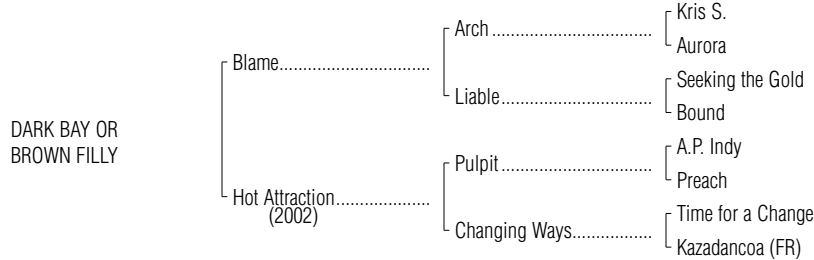 Kris S.
Arch ................................
Aurora
Blame..............................
Seeking the Gold
Liable..............................
Bound
DARK BAY OR
BROWN FILLY
A.P. Indy
Pulpit ..............................
Preach
Hot Attraction...................
(2002)
Time for a Change
Changing Ways................
Kazadancoa (FR)